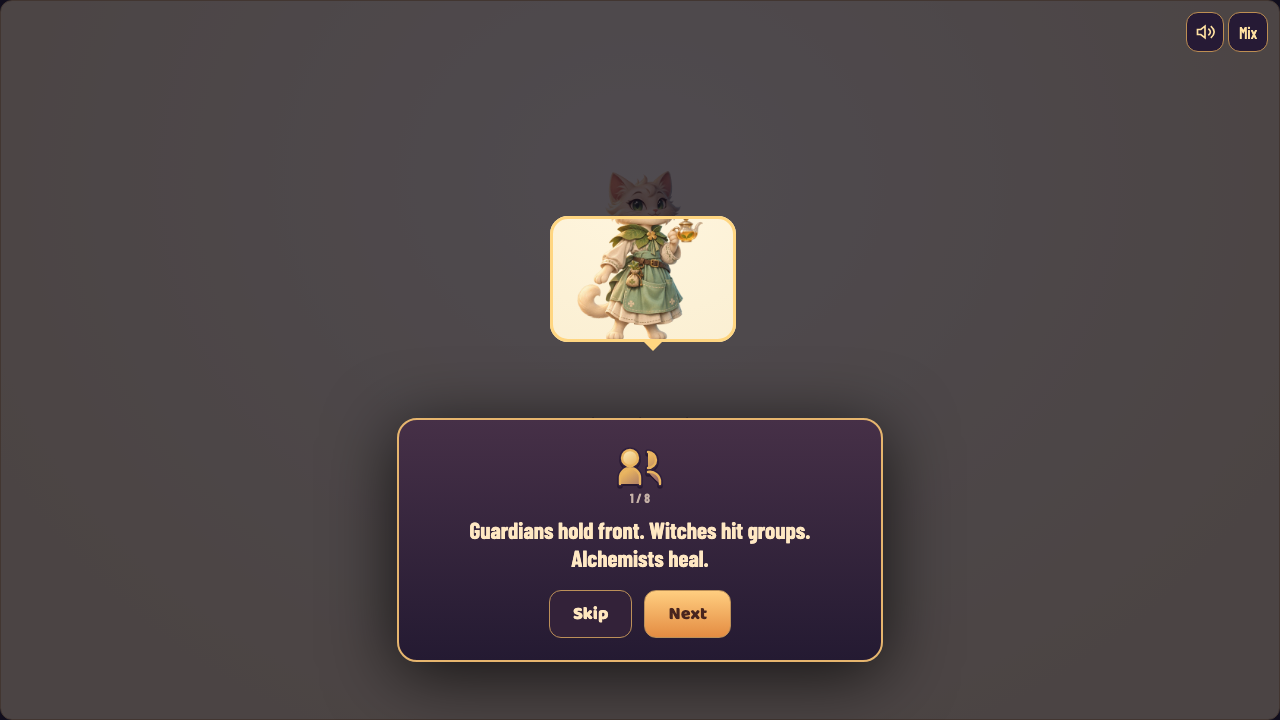 Mix
1 / 8
Guardians hold front. Witches hit groups.
Alchemists heal.
Skip
Next